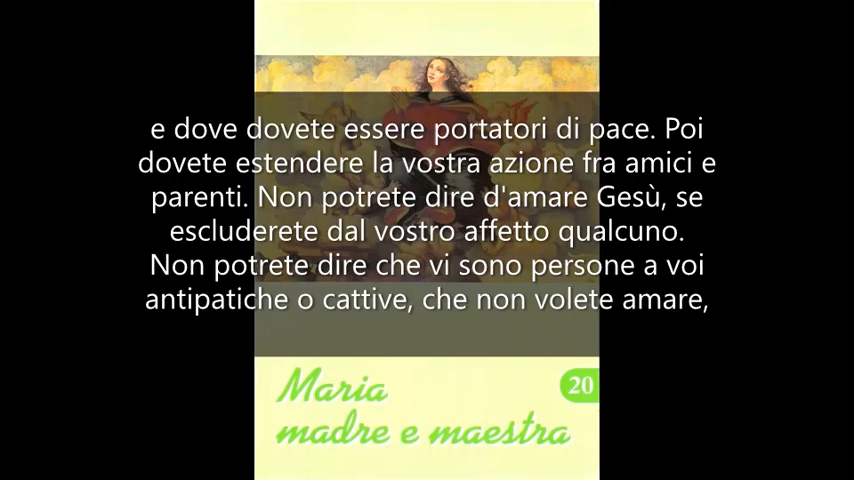 e dove dovete essere portatori di pace. Poi
dovete estendere la vostra azione fra amici e
parenti. Non potrete dire d'amare Gesù, se
escluderete dal vostro affetto qualcuno.
Non potrete dire che vi sono persone a voi
antipatiche o cattive, che non volete amare,
Maria
20
madre e maestra